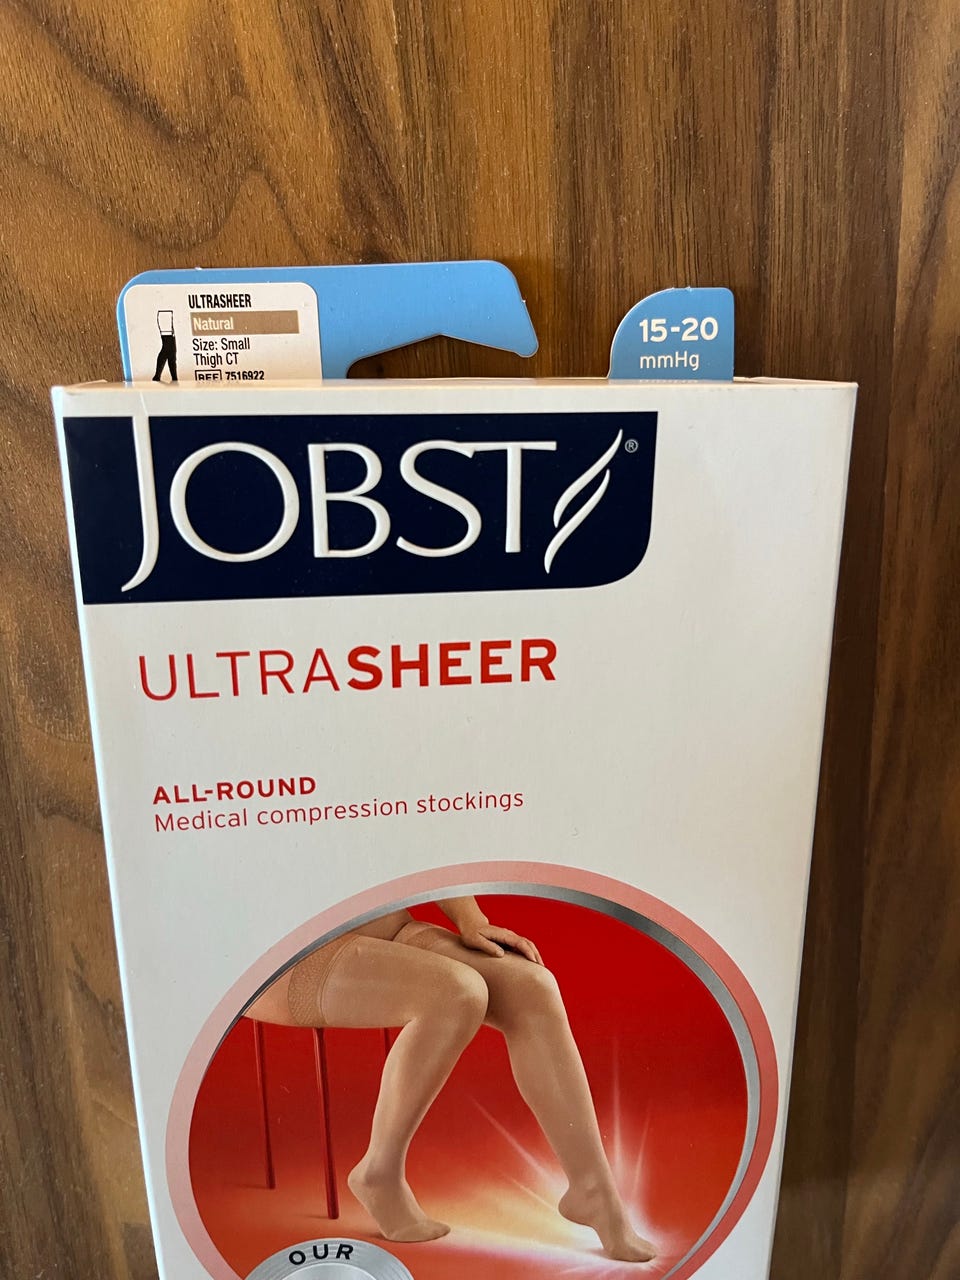 ULTRASHEER
Natural
Size: Small
Thigh CT
REF 7516922
15-20
mmHg
JOBST ®
ULTRASHEER
ALL-ROUND
Medical compression stockings
OUR